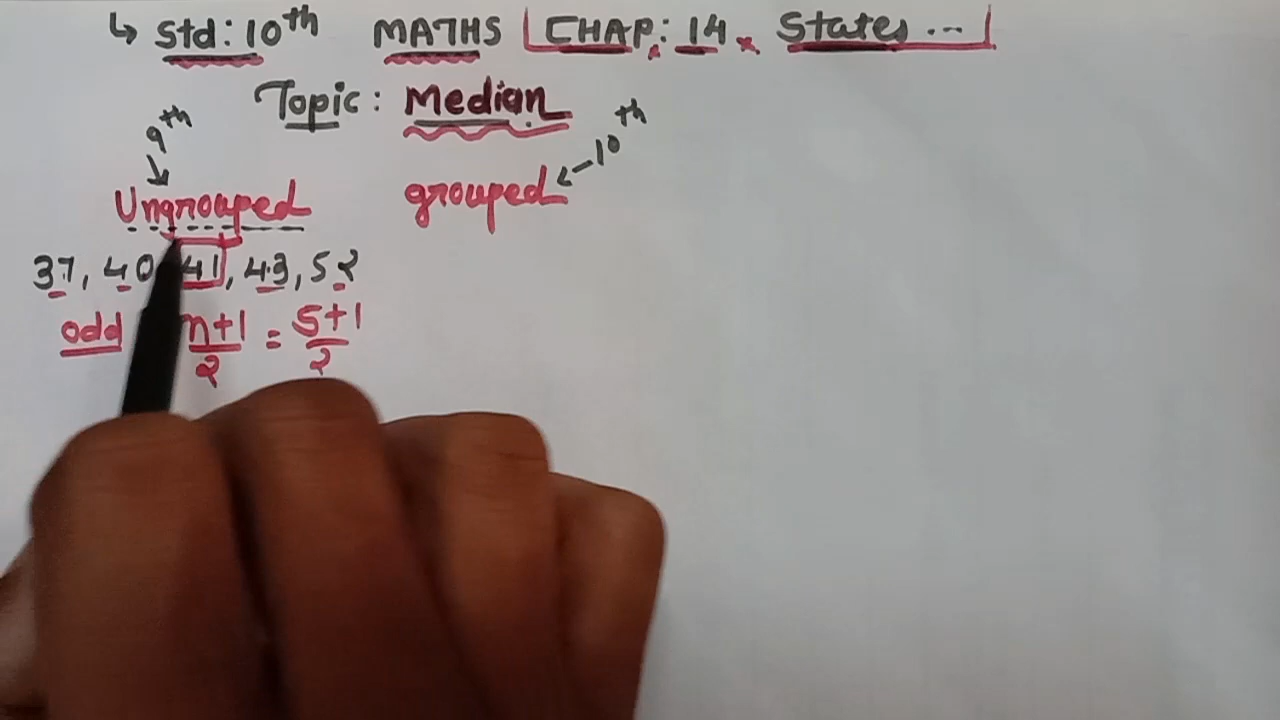 ↳ Std: 10th MATHS CHAP: 14 States...
Topic: Median
9th 10th
Ungrouped grouped
37, 40 41, 43, 52
odd n+1/2 = 5+1/2